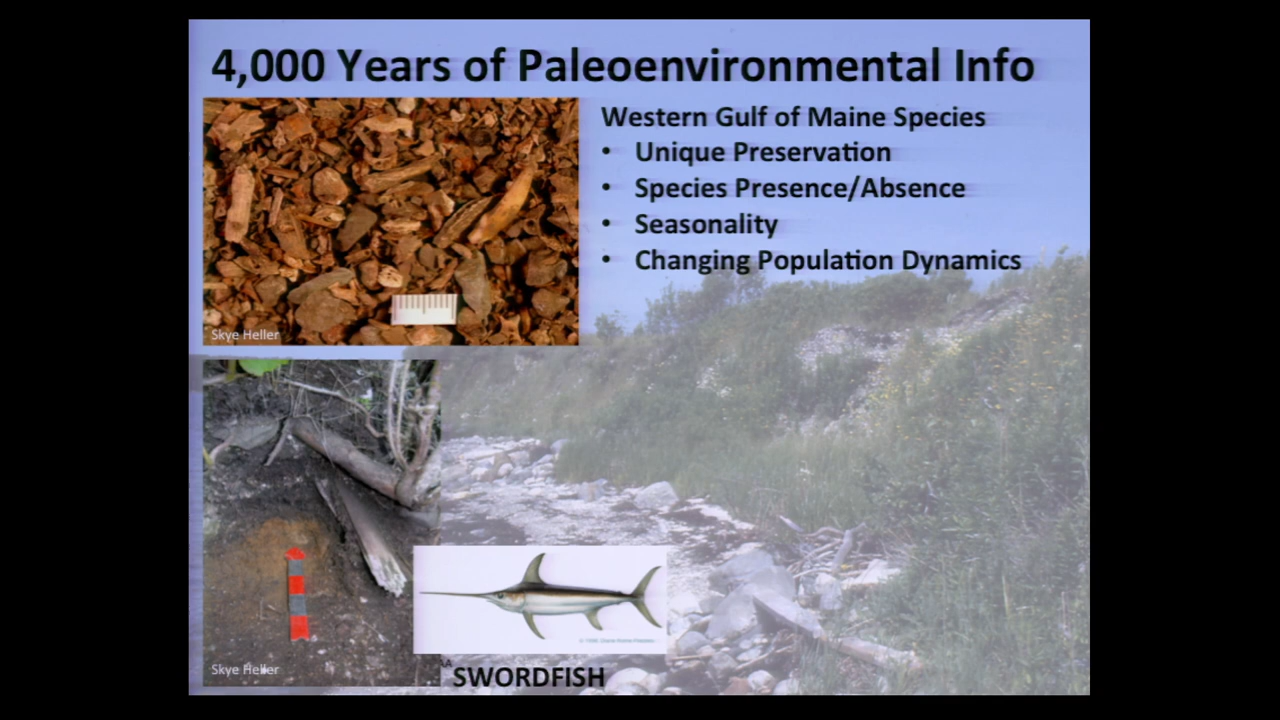 4,000 Years of Paleoenvironmental Info
Western Gulf of Maine Species
• Unique Preservation
• Species Presence/Absence
• Seasonality
• Changing Population Dynamics
Skye Heller
Skye Heller
SWORDFISH